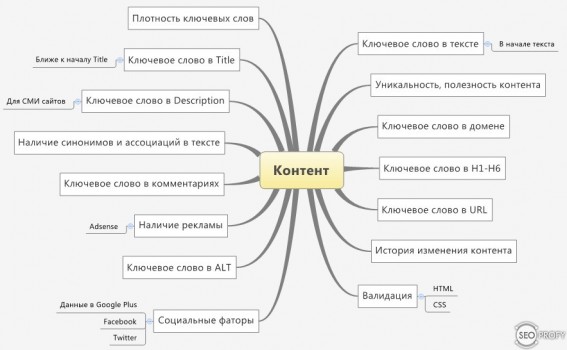 Плотность ключевых слов
Ближе к началу Title
Ключевое слово в Title
Для СМИ сайтов
Ключевое слово в Description
Наличие синонимов и ассоциаций в тексте
Ключевое слово в комментариях
Adsense
Наличие рекламы
Ключевое слово в ALT
Данные в Google Plus
Facebook
Twitter
Социальные фаторы
Контент
Ключевое слово в тексте
В начале текста
Уникальность, полезность контента
Ключевое слово в домене
Ключевое слово в H1-H6
Ключевое слово в URL
История изменения контента
Валидация
HTML
CSS
SEO PROFY